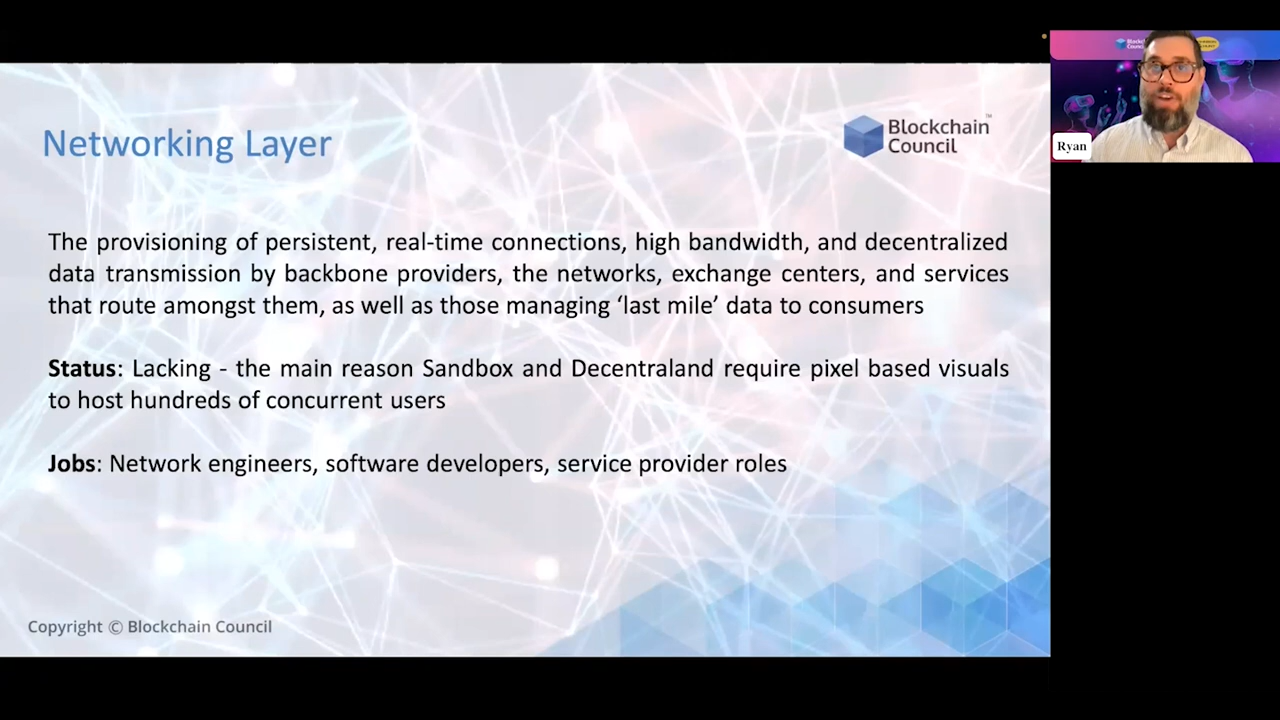 Networking Layer
Blockchain
Council
™
The provisioning of persistent, real-time connections, high bandwidth, and decentralized
data transmission by backbone providers, the networks, exchange centers, and services
that route amongst them, as well as those managing ‘last mile’ data to consumers
Status: Lacking - the main reason Sandbox and Decentraland require pixel based visuals
to host hundreds of concurrent users
Jobs: Network engineers, software developers, service provider roles
Copyright © Blockchain Council
Ryan